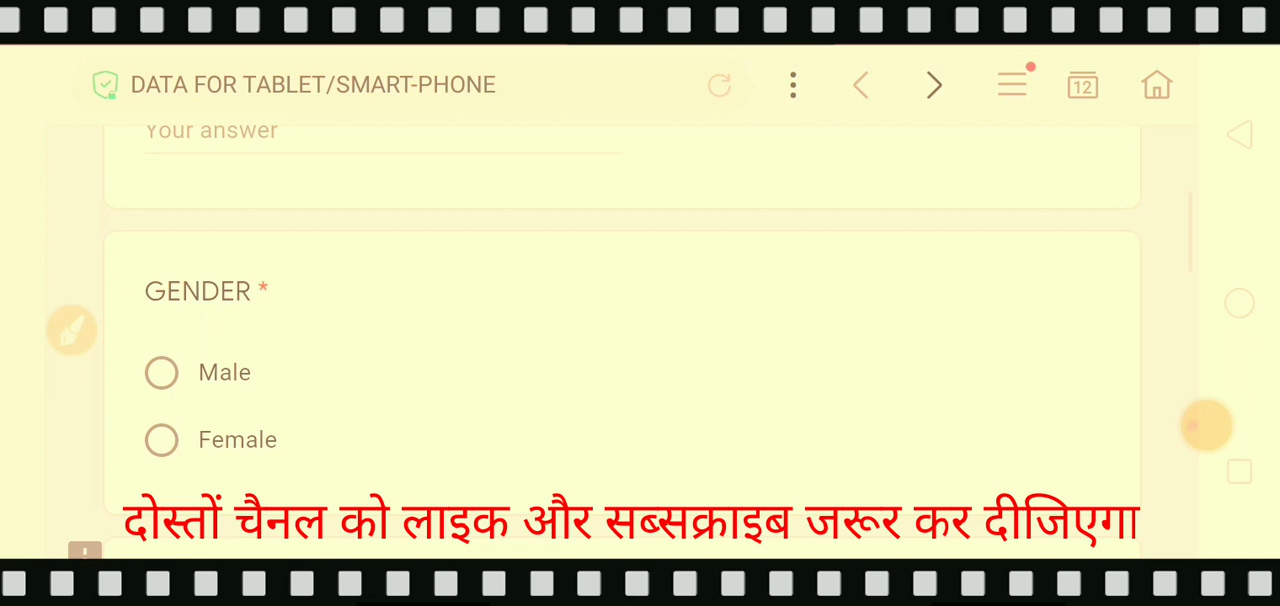 DATA FOR TABLET/SMART-PHONE
12
Your answer
GENDER *
Male
Female
दोस्तों चैनल को लाइक और सब्सक्राइब जरूर कर दीजिएगा